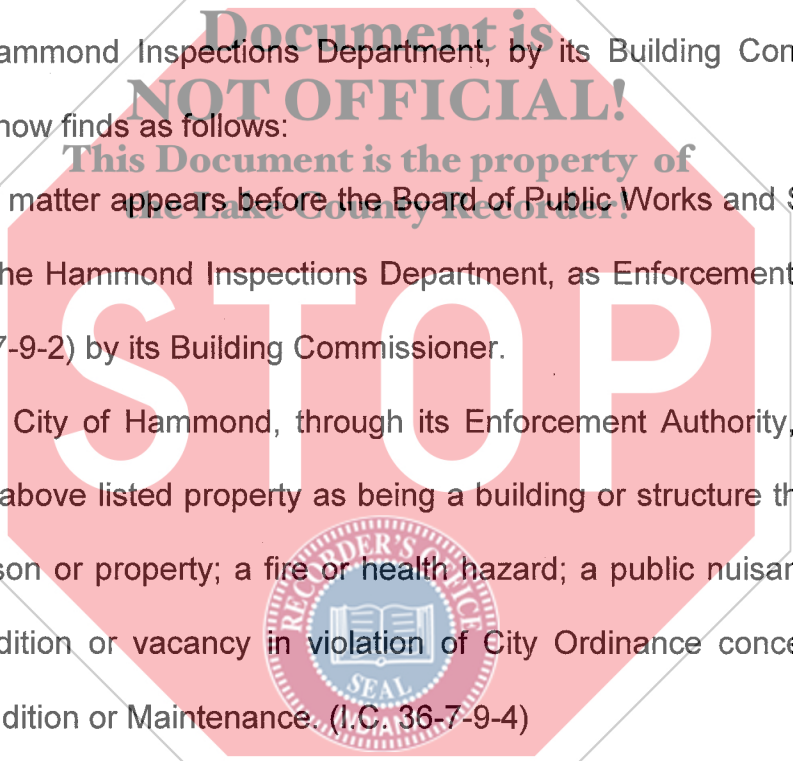 Document is
ammond Inspections Department, by its Building Con
NOT OFFICIAL!
now finds as follows:
This Document is the property of
matter appears before the Board of Public Works and S
the Lake County Recorder!
he Hammond Inspections Department, as Enforcement
7-9-2) by its Building Commissioner.
STOP
City of Hammond, through its Enforcement Authority,
above listed property as being a building or structure th
son or property; a fire or health hazard; a public nuisan
dition or vacancy in violation of City Ordinance conce
RECORDER'S OFFICE
SEAL
dition or Maintenance. (I.C. 36-7-9-4)